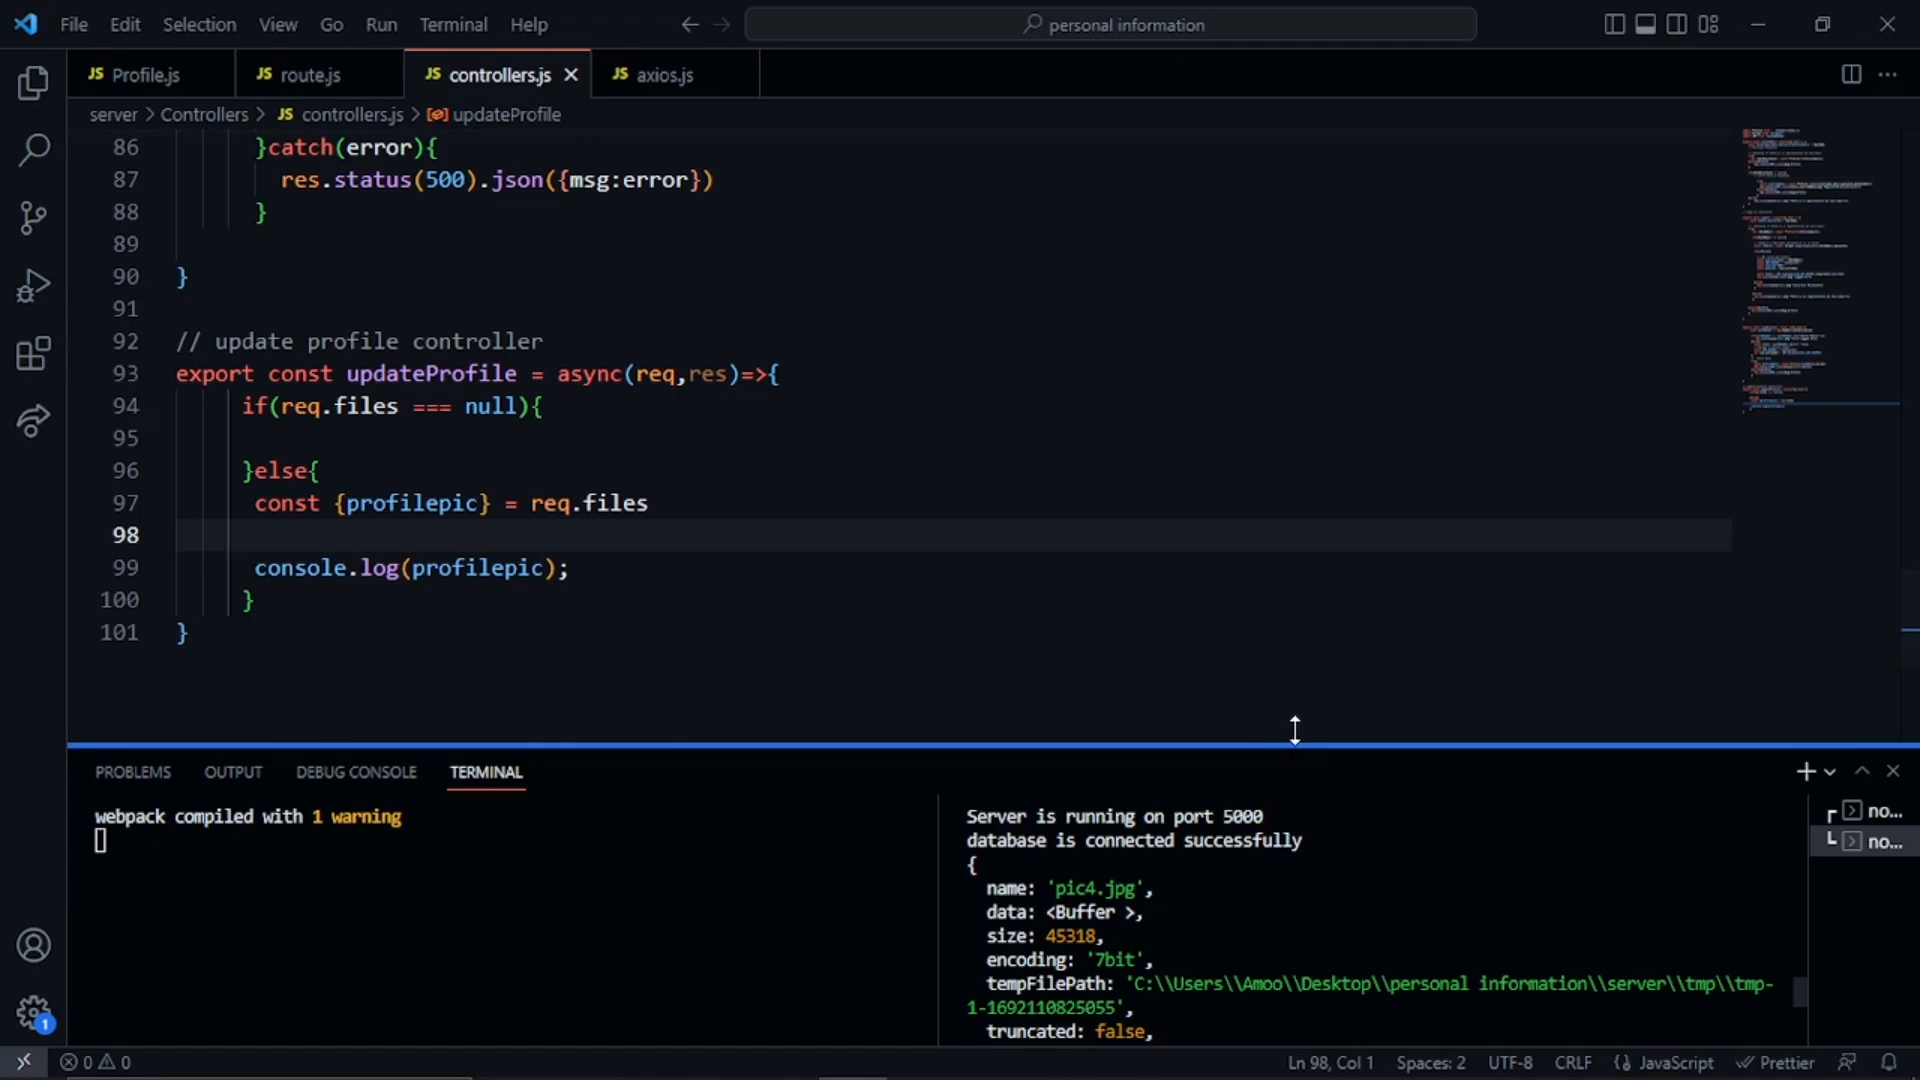 File Edit Selection View Go Run Terminal Help
personal information
JS Profile.js
JS route.js
JS controllers.js
JS axios.js
server > Controllers > JS controllers.js > updateProfile
86 }catch(error){
87 res.status(500).json({msg:error})
88 }
89
90 }
91
92 // update profile controller
93 export const updateProfile = async(req,res)=>{
94 if(req.files === null){
95
96 }else{
97 const {profilepic} = req.files
98
99 console.log(profilepic);
100 }
101 }
PROBLEMS OUTPUT DEBUG CONSOLE TERMINAL
webpack compiled with 1 warning
Server is running on port 5000
database is connected successfully
{
name: 'pic4.jpg',
data: <Buffer >,
size: 45318,
encoding: '7bit',
tempFilePath: 'C:\\Users\\Amoo\\Desktop\\personal information\\server\\tmp\\tmp-
1-1692110825055',
truncated: false,
no...
no...
1
0 0
Ln 98, Col 1 Spaces: 2 UTF-8 CRLF {} JavaScript Prettier